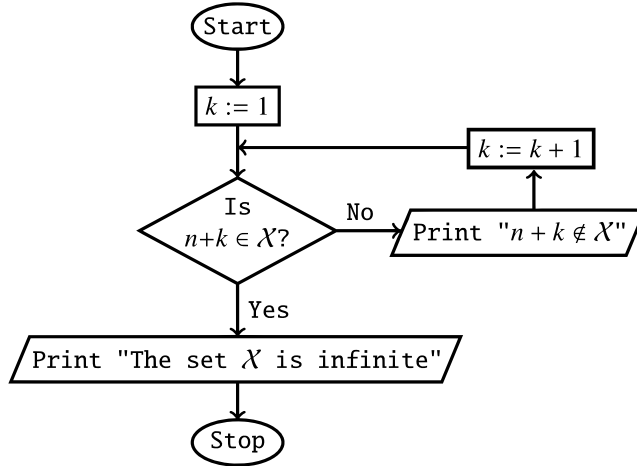 Start
k := 1
k := k + 1
Is
n+k ∈ 𝒳?
No
Print "n + k ∉ 𝒳"
Yes
Print "The set 𝒳 is infinite"
Stop